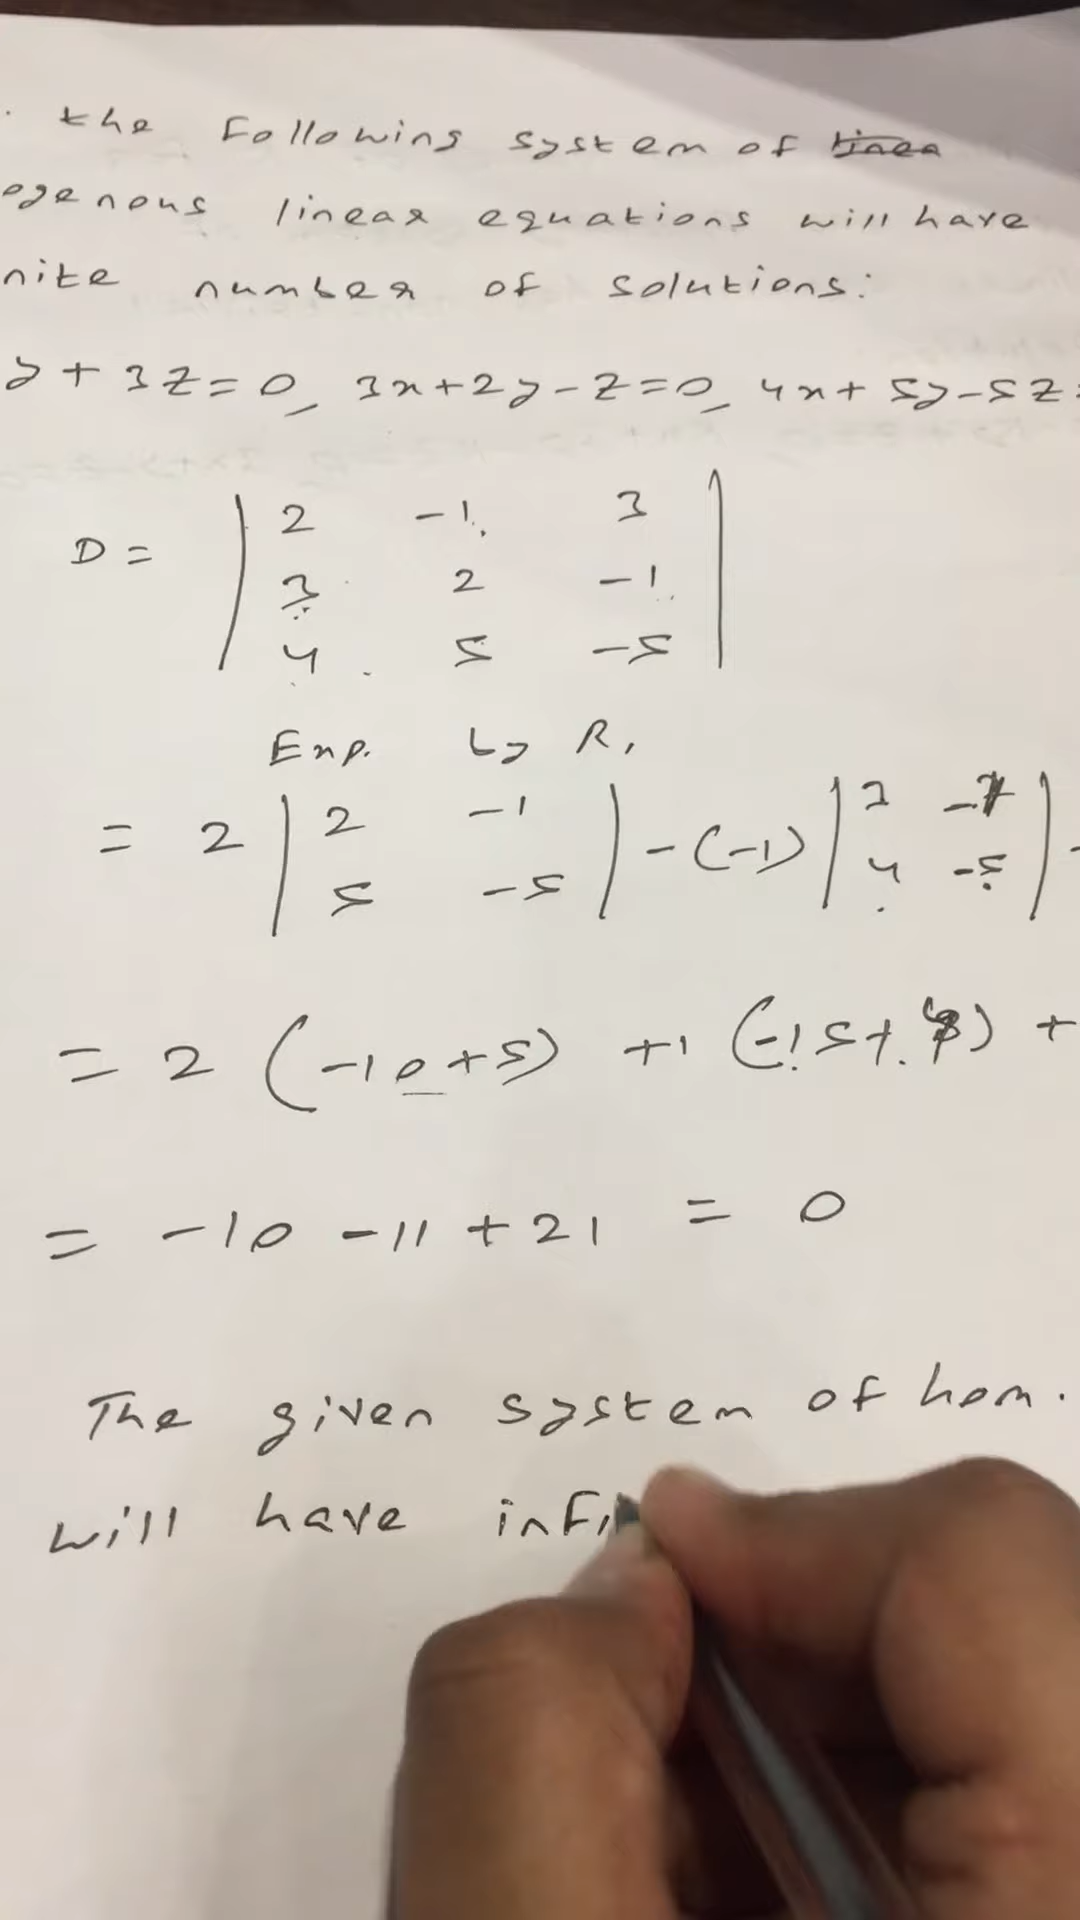 the following system of
ogenous linear equations will have
nite number of solutions:
y + 3z = 0, 3x + 2y - z = 0, 4x + 5y - 5z =
D = | 2 -1 3 |
| 3 2 -1 |
| 4 5 -5 |
Exp. by R1
= 2 | 2 -1 | - (-1) | 3 -1 | -
| 5 -5 | | 4 -5 |
= 2 (-10+5) +1 (-15+4) +
= -10 -11 + 21 = 0
The given system of hom.
will have infi